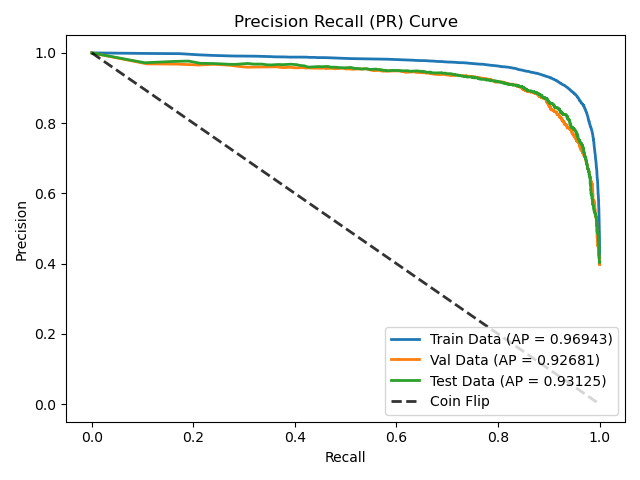 Precision Recall (PR) Curve
Precision
1.0
0.8
0.6
0.4
0.2
0.0
Train Data (AP = 0.96943)
Val Data (AP = 0.92681)
Test Data (AP = 0.93125)
Coin Flip
0.0 0.2 0.4 0.6 0.8 1.0
Recall